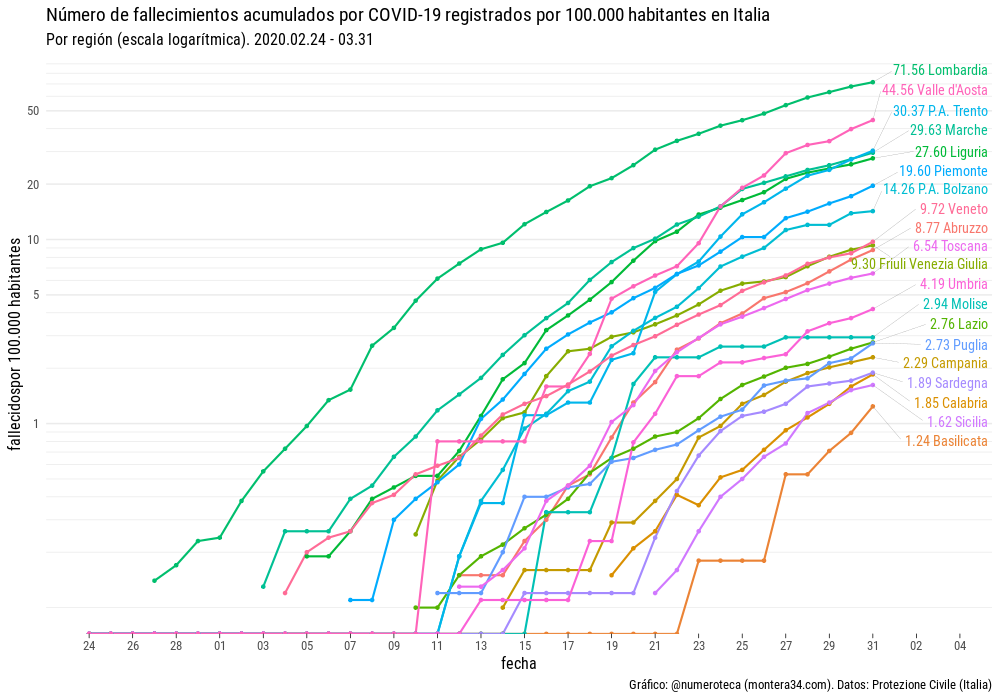 Número de fallecimientos acumulados por COVID-19 registrados por 100.000 habitantes en Italia
Por región (escala logarítmica). 2020.02.24 - 03.31
fallecidospor 100.000 habitantes
50
20
10
5
1
71.56 Lombardia
44.56 Valle d'Aosta
30.37 P.A. Trento
29.63 Marche
27.60 Liguria
19.60 Piemonte
14.26 P.A. Bolzano
9.72 Veneto
8.77 Abruzzo
6.54 Toscana
9.30 Friuli Venezia Giulia
4.19 Umbria
2.94 Molise
2.76 Lazio
2.73 Puglia
2.29 Campania
1.89 Sardegna
1.85 Calabria
1.62 Sicilia
1.24 Basilicata
24 26 28 01 03 05 07 09 11 13 15 17 19 21 23 25 27 29 31 02 04
fecha
Gráfico: @numeroteca (montera34.com). Datos: Protezione Civile (Italia)